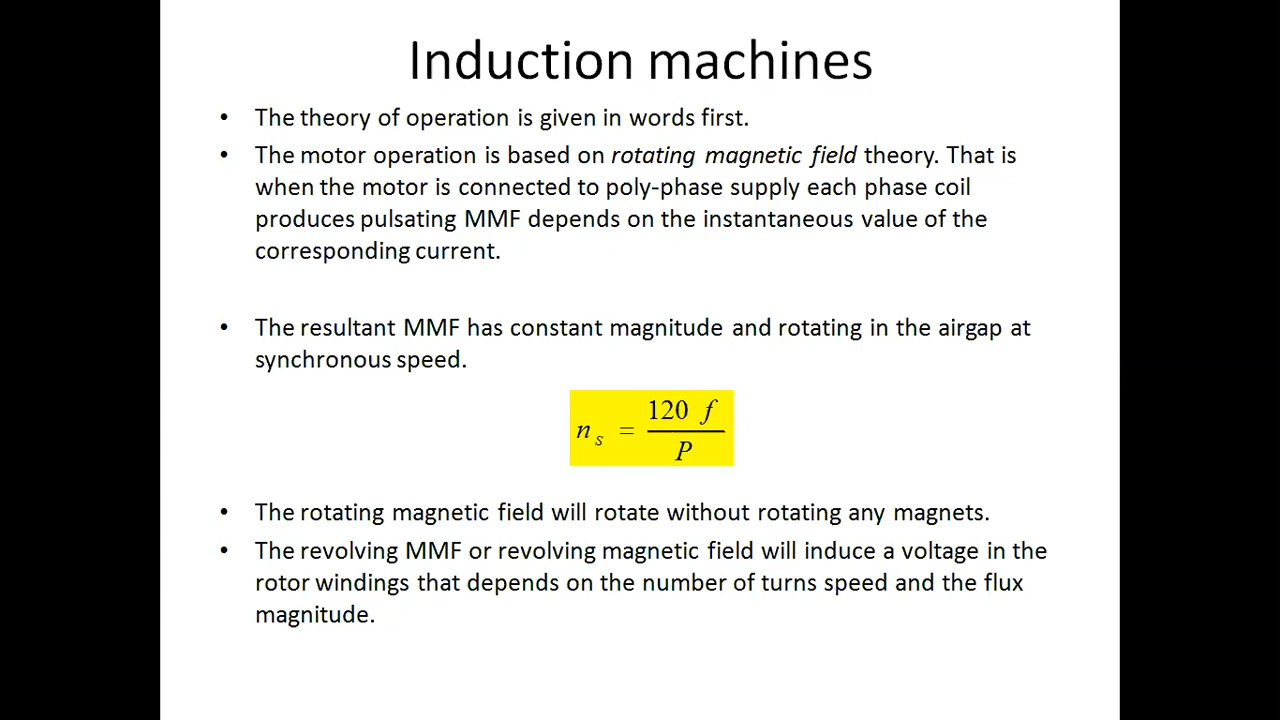 Induction machines
• The theory of operation is given in words first.
• The motor operation is based on rotating magnetic field theory. That is
when the motor is connected to poly-phase supply each phase coil
produces pulsating MMF depends on the instantaneous value of the
corresponding current.
• The resultant MMF has constant magnitude and rotating in the airgap at
synchronous speed.
n_s = 120 f / P
• The rotating magnetic field will rotate without rotating any magnets.
• The revolving MMF or revolving magnetic field will induce a voltage in the
rotor windings that depends on the number of turns speed and the flux
magnitude.